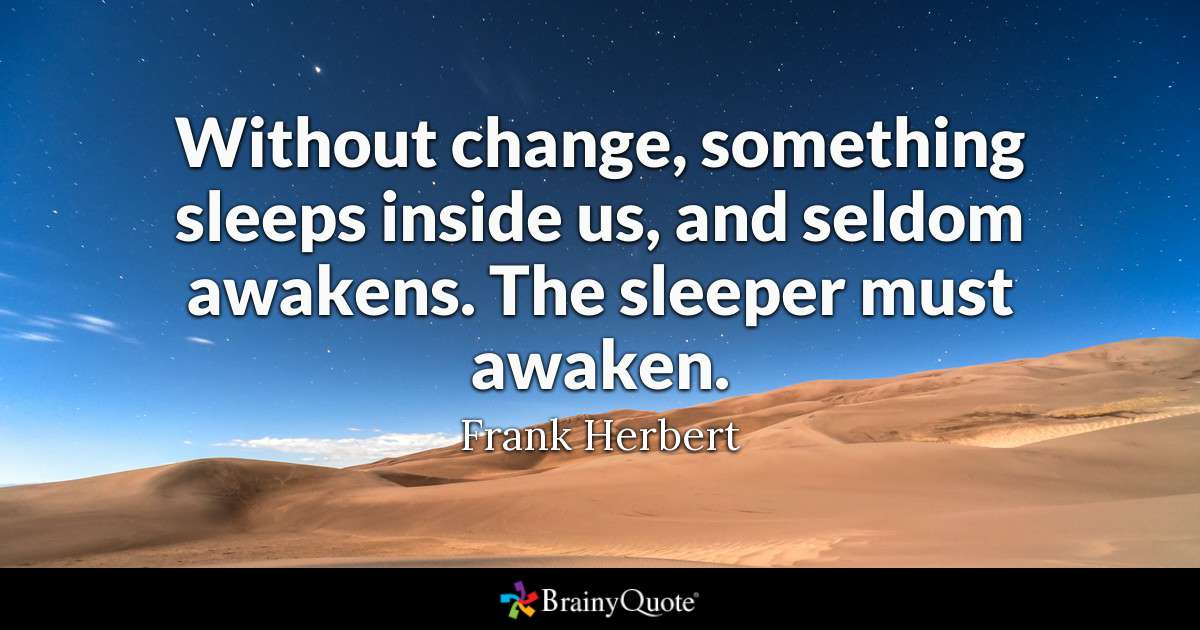 Without change, something
sleeps inside us, and seldom
awakens. The sleeper must
awaken.
Frank Herbert
BrainyQuote®